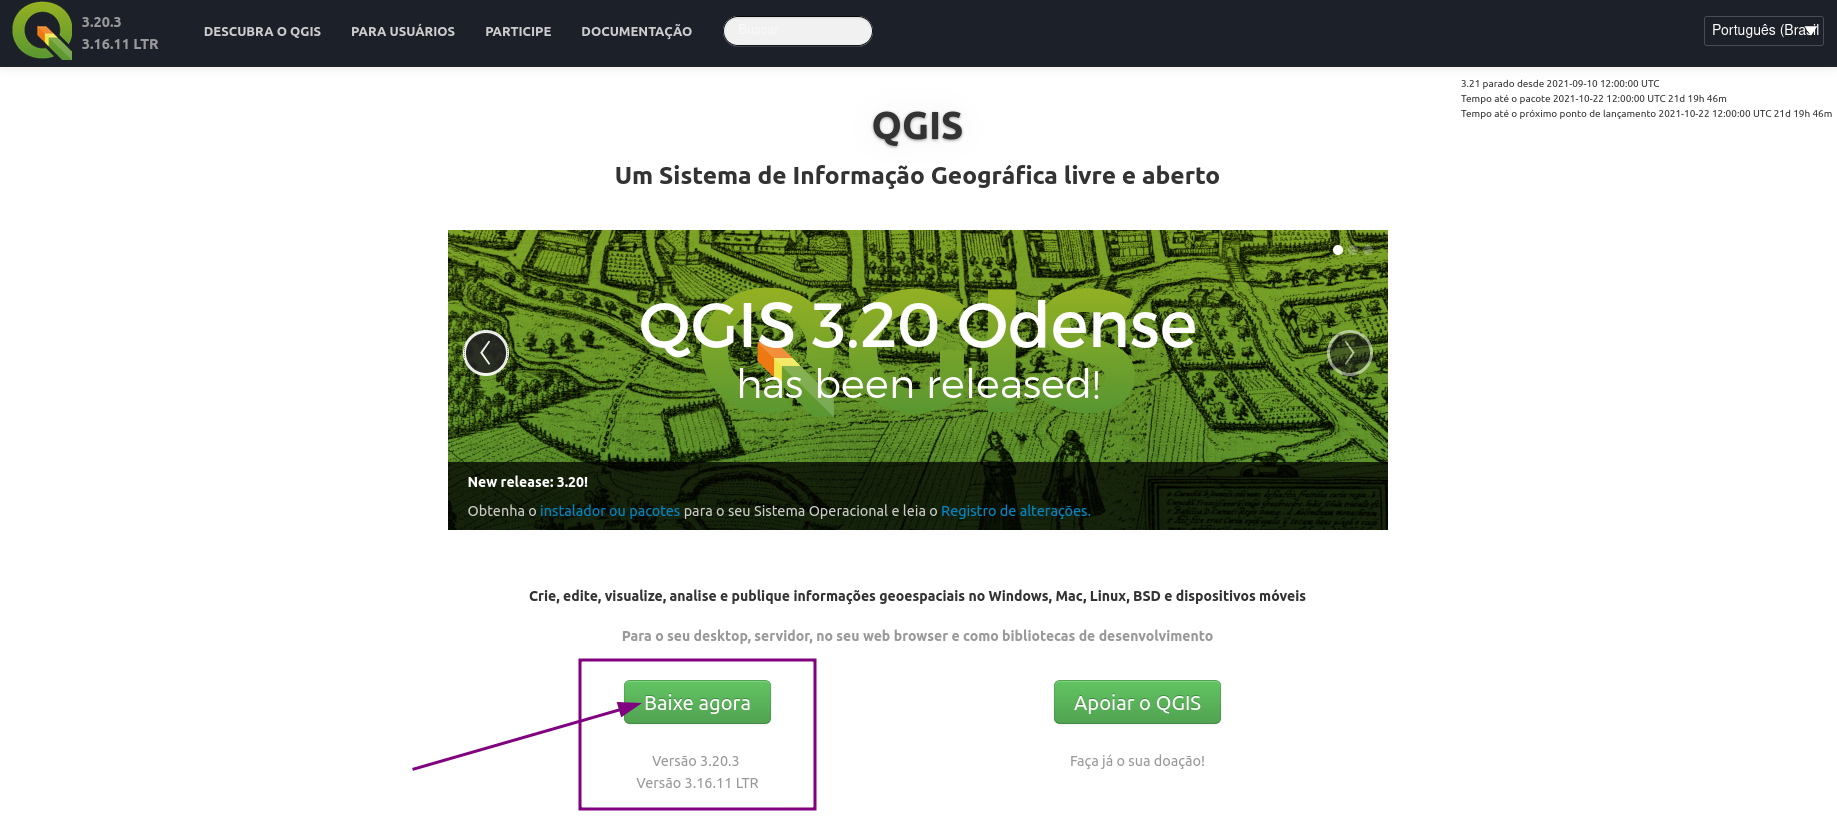 3.20.3
3.16.11 LTR
DESCUBRA O QGIS
PARA USUÁRIOS
PARTICIPE
DOCUMENTAÇÃO
Português (Brasil
3.21 parado desde 2021-09-10 12:00:00 UTC
Tempo até o pacote 2021-10-22 12:00:00 UTC 21d 19h 46m
Tempo até o próximo ponto de lançamento 2021-10-22 12:00:00 UTC 21d 19h 46m
QGIS
Um Sistema de Informação Geográfica livre e aberto
QGIS 3.20 Odense
has been released!
New release: 3.20!
Obtenha o instalador ou pacotes para o seu Sistema Operacional e leia o Registro de alterações.
Crie, edite, visualize, analise e publique informações geoespaciais no Windows, Mac, Linux, BSD e dispositivos móveis
Para o seu desktop, servidor, no seu web browser e como bibliotecas de desenvolvimento
Baixe agora
Versão 3.20.3
Versão 3.16.11 LTR
Apoiar o QGIS
Faça já o sua doação!